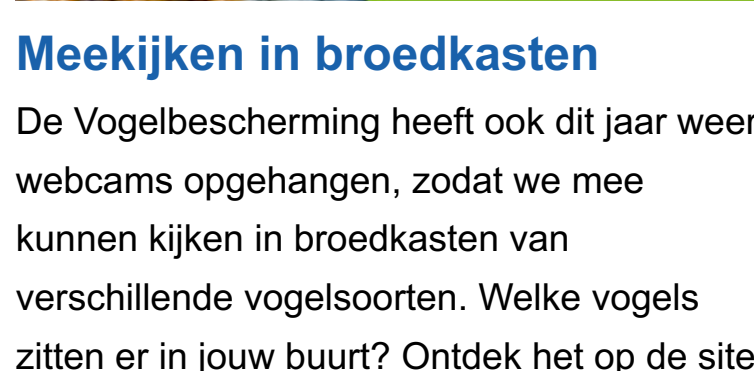 Meekijken in broedkasten
De Vogelbescherming heeft ook dit jaar weer
webcams opgehangen, zodat we mee
kunnen kijken in broedkasten van
verschillende vogelsoorten. Welke vogels
zitten er in jouw buurt? Ontdek het op de site